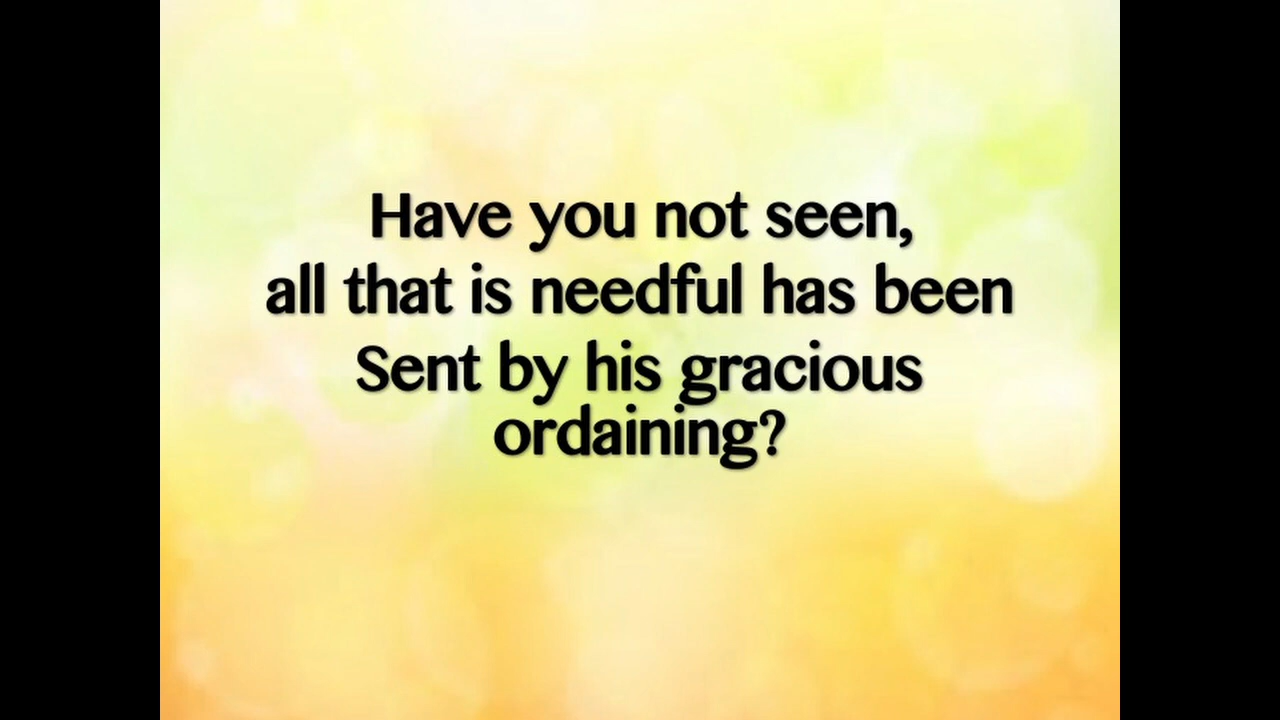 Have you not seen,
all that is needful has been
Sent by his gracious
ordaining?